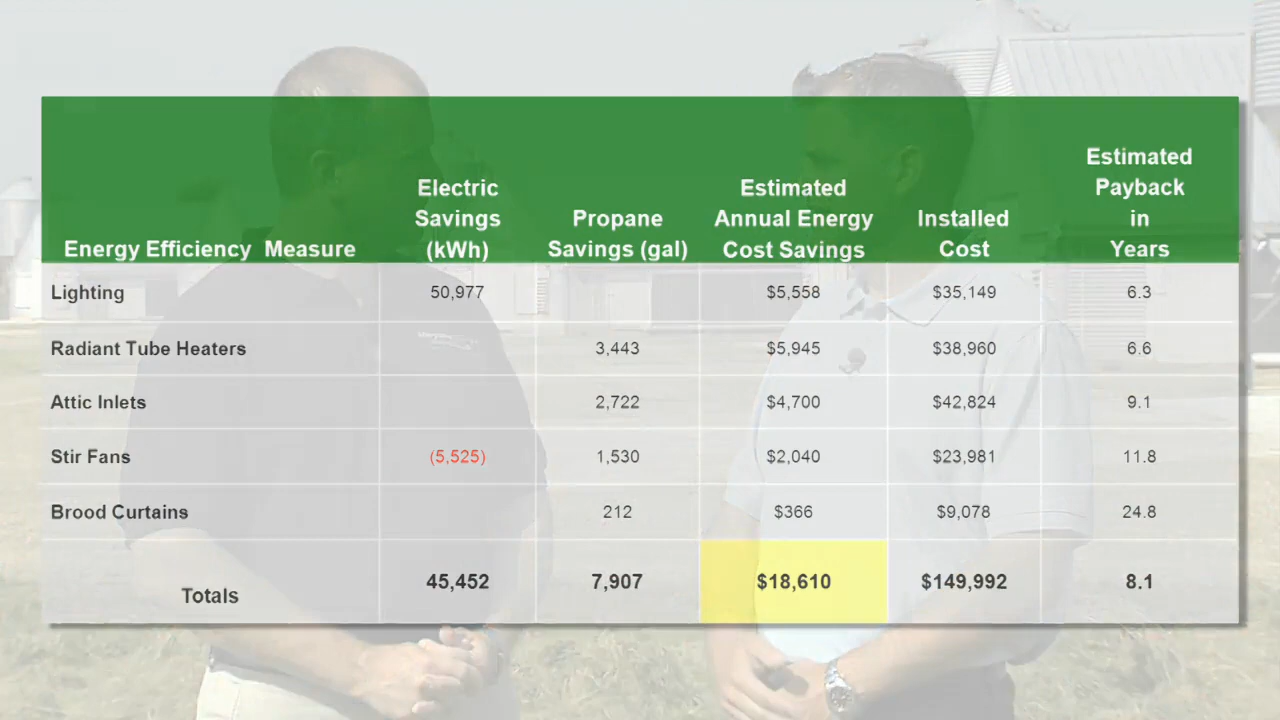 Energy Efficiency Measure
Electric
Savings
(kWh)
Propane
Savings (gal)
Estimated
Annual Energy
Cost Savings
Installed
Cost
Estimated
Payback
in
Years
Lighting 50,977 $5,558 $35,149 6.3
Radiant Tube Heaters 3,443 $5,945 $38,960 6.6
Attic Inlets 2,722 $4,700 $42,824 9.1
Stir Fans (5,525) 1,530 $2,040 $23,981 11.8
Brood Curtains 212 $366 $9,078 24.8
Totals 45,452 7,907 $18,610 $149,992 8.1